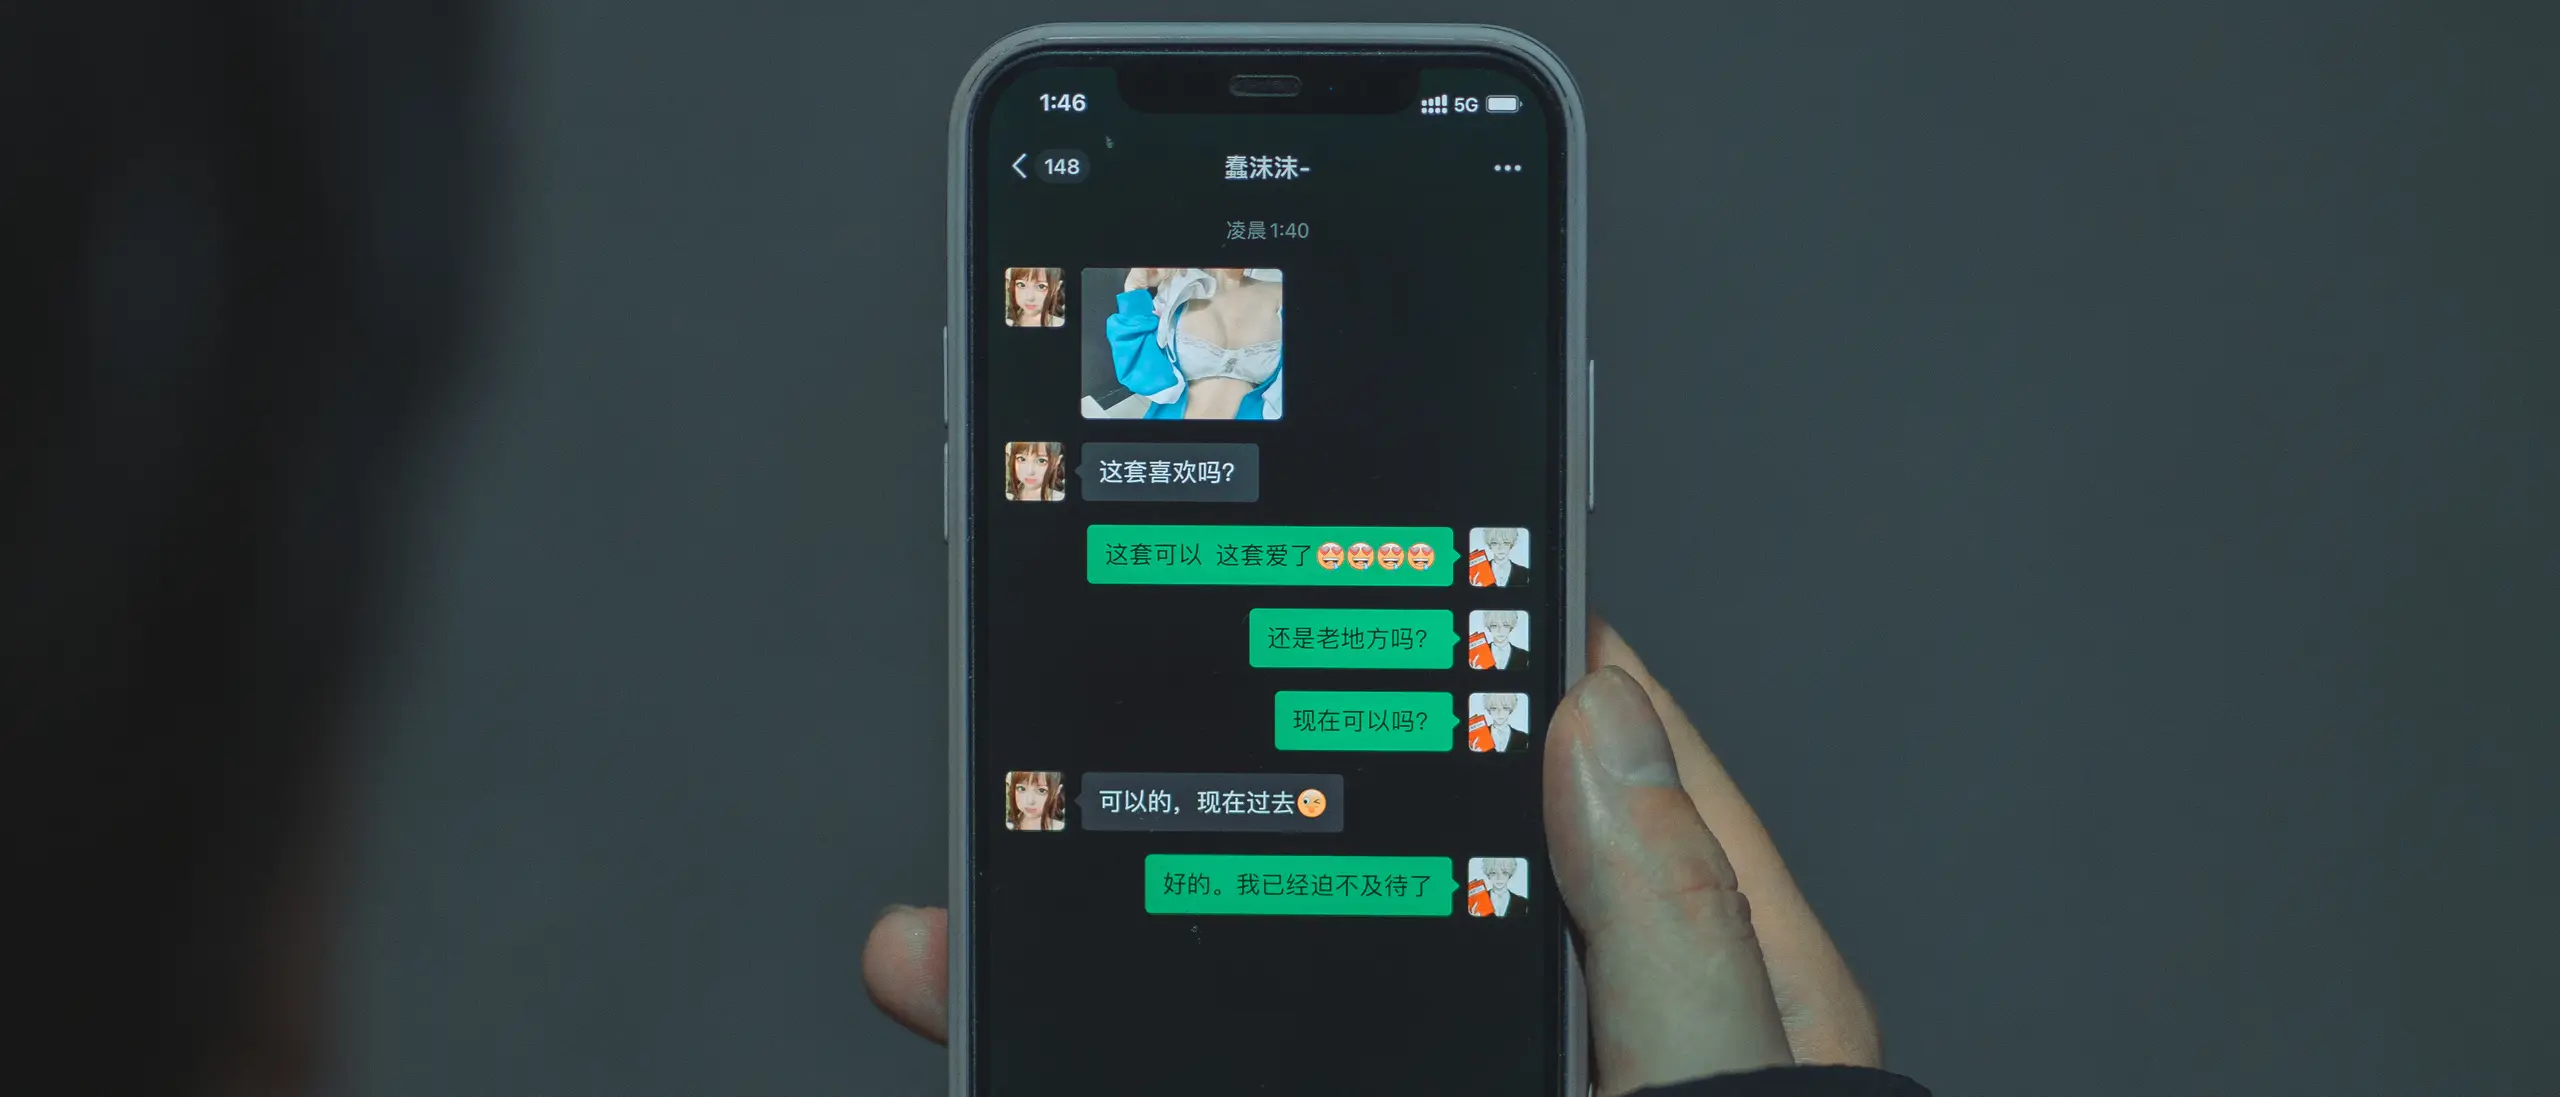 1:46
5G
148
蠢沫沫-
凌晨1:40
这套喜欢吗?
这套可以 这套爱了😍😍😍😍
还是老地方吗?
现在可以吗?
可以的，现在过去😉
好的。我已经迫不及待了